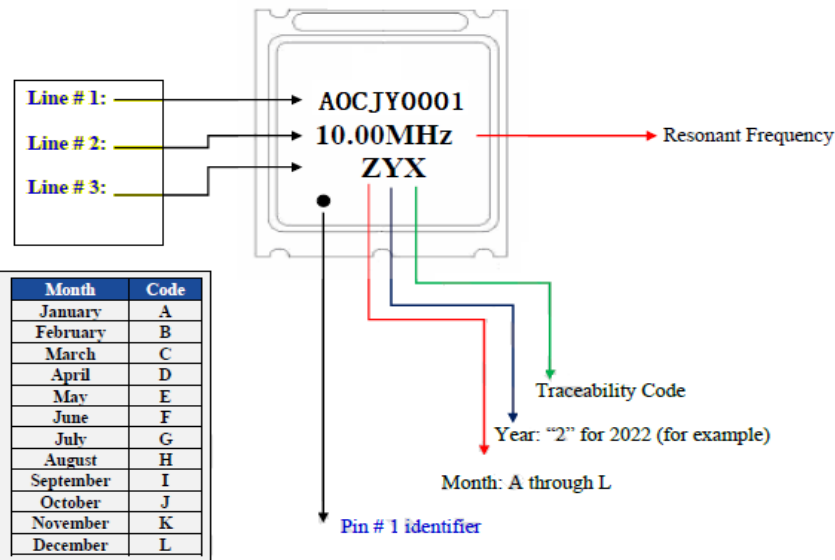 Line # 1:
Line # 2:
Line # 3:
AOCJY0001
10.00MHz
ZYX
Resonant Frequency
Traceability Code
Year: “2” for 2022 (for example)
Month: A through L
Pin # 1 identifier
Month Code
January A
February B
March C
April D
May E
June F
July G
August H
September I
October J
November K
December L